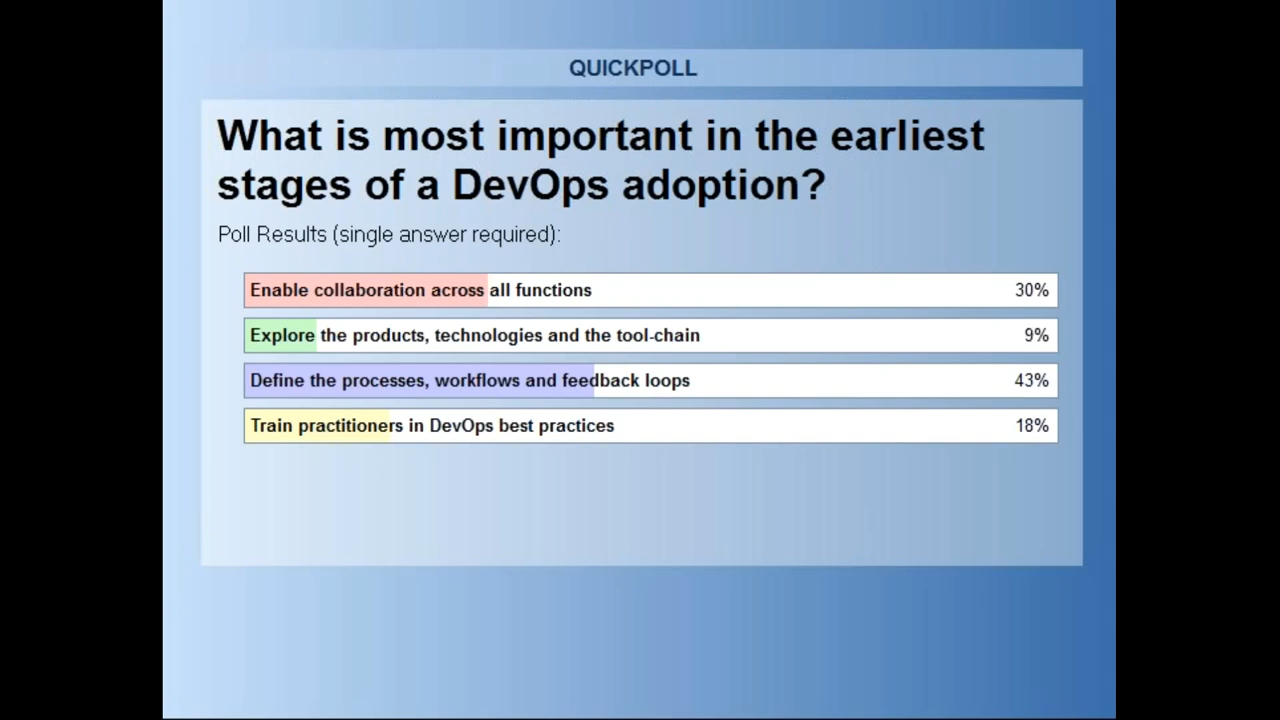 QUICKPOLL
What is most important in the earliest
stages of a DevOps adoption?
Poll Results (single answer required):
Enable collaboration across all functions 30%
Explore the products, technologies and the tool-chain 9%
Define the processes, workflows and feedback loops 43%
Train practitioners in DevOps best practices 18%